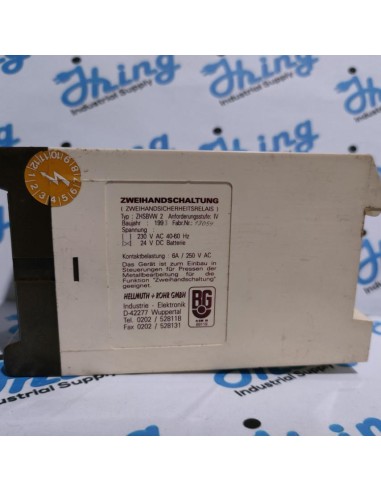 Jhing
Industrial Supply
ZWEIHANDSCHALTUNG
( ZWEIHANDSICHERHEITSRELAIS )
Typ : ZHSBVW 2 Anforderungsstufe: IV
Baujahr : 199 Fabr.Nr.:
Spannung
[ ] 230 V AC 40-60 Hz
[X] 24 V DC Batterie
Kontaktbelastung : 6A / 250 V AC
Das Gerät ist zum Einbau in
Steuerungen für Pressen der
Metallbearbeitung für die
Funktion "Zweihandschaltung"
geeignet.
HELLMUTH + ROHR GMBH
Industrie - Elektronik
D-42277 Wuppertal
Tel. 0202 / 528118
Fax 0202 / 528131
BG